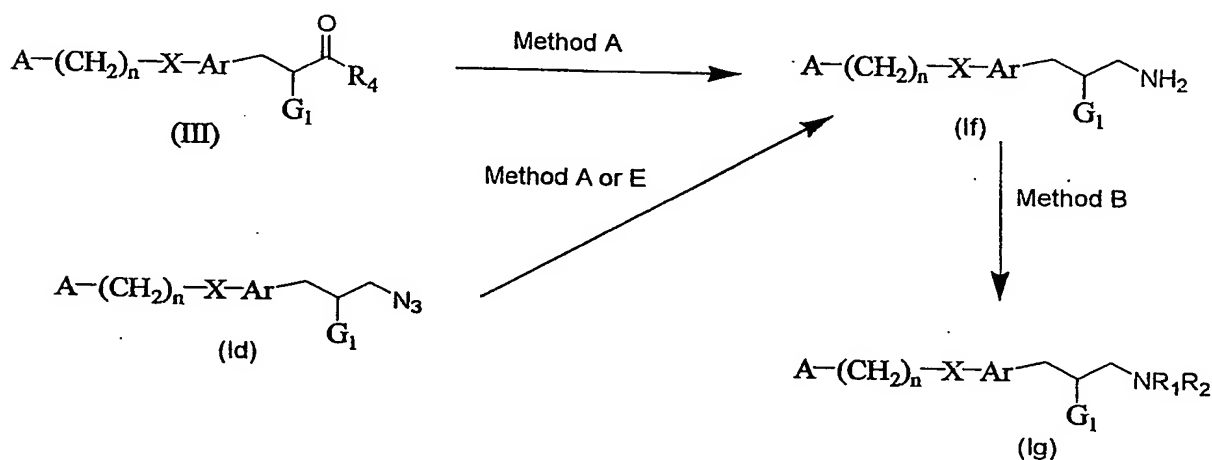 O
A-(CH2)n-X-Ar R4
G1
(III)
Method A
A-(CH2)n-X-Ar NH2
G1
(If)
Method A or E
Method B
A-(CH2)n-X-Ar N3
G1
(Id)
A-(CH2)n-X-Ar NR1R2
G1
(Ig)